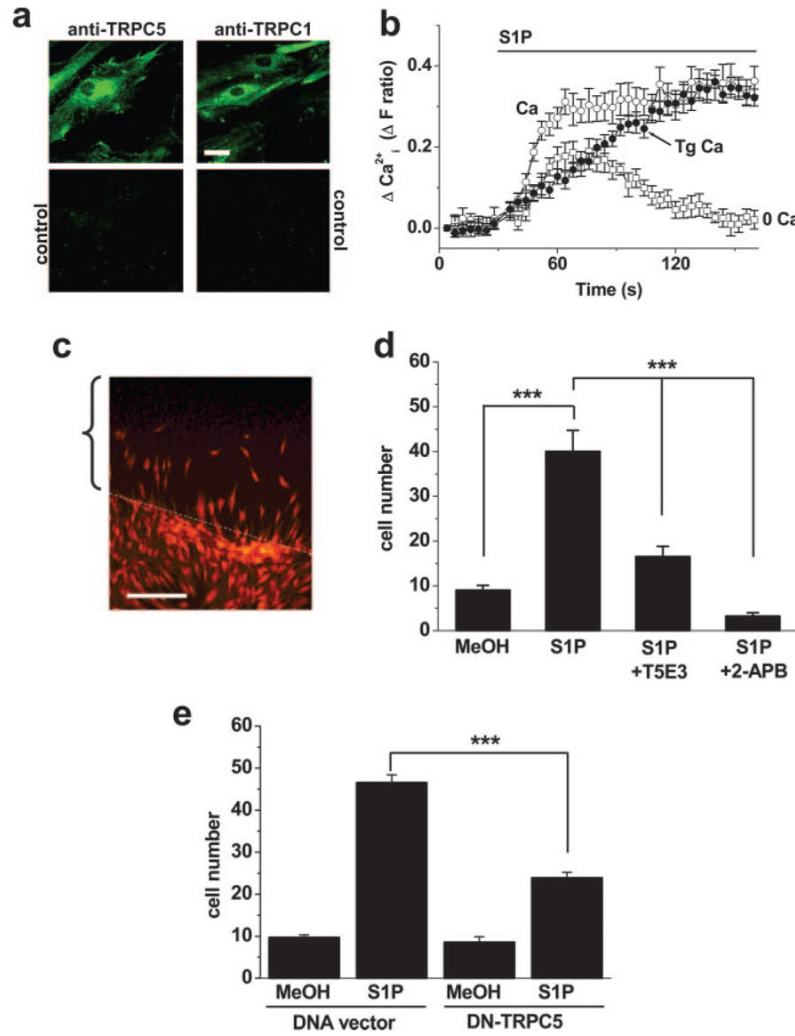 a
anti-TRPC5
anti-TRPC1
control
control
b
S1P
Δ Ca²⁺ᵢ (Δ F ratio)
0.4
0.2
0.0
Ca
Tg Ca
0 Ca
60
120
Time (s)
c
d
cell number
60
50
40
30
20
10
0
***
***
MeOH
S1P
S1P
+T5E3
S1P
+2-APB
e
cell number
60
50
40
30
20
10
0
***
MeOH
S1P
MeOH
S1P
DNA vector
DN-TRPC5